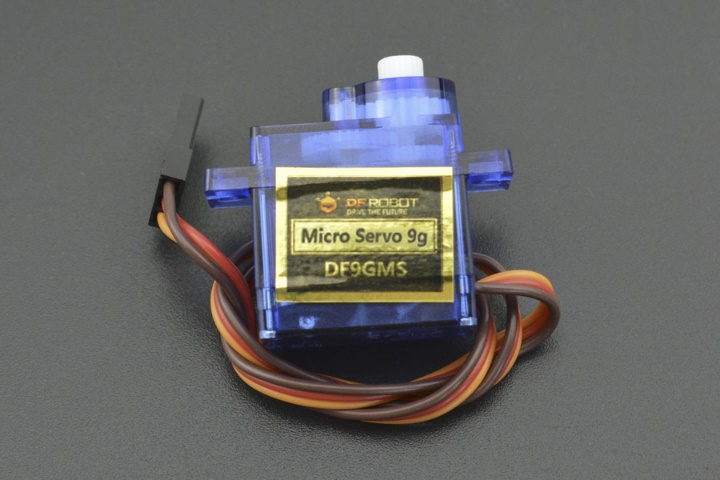 DFROBOT
DRIVE THE FUTURE
Micro Servo 9g
DF9GMS